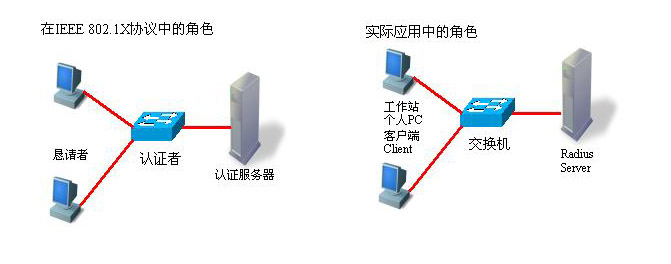 在IEEE 802.1X协议中的角色
恳请者
认证者
认证服务器
实际应用中的角色
工作站
个人PC
客户端
Client
交换机
Radius
Server